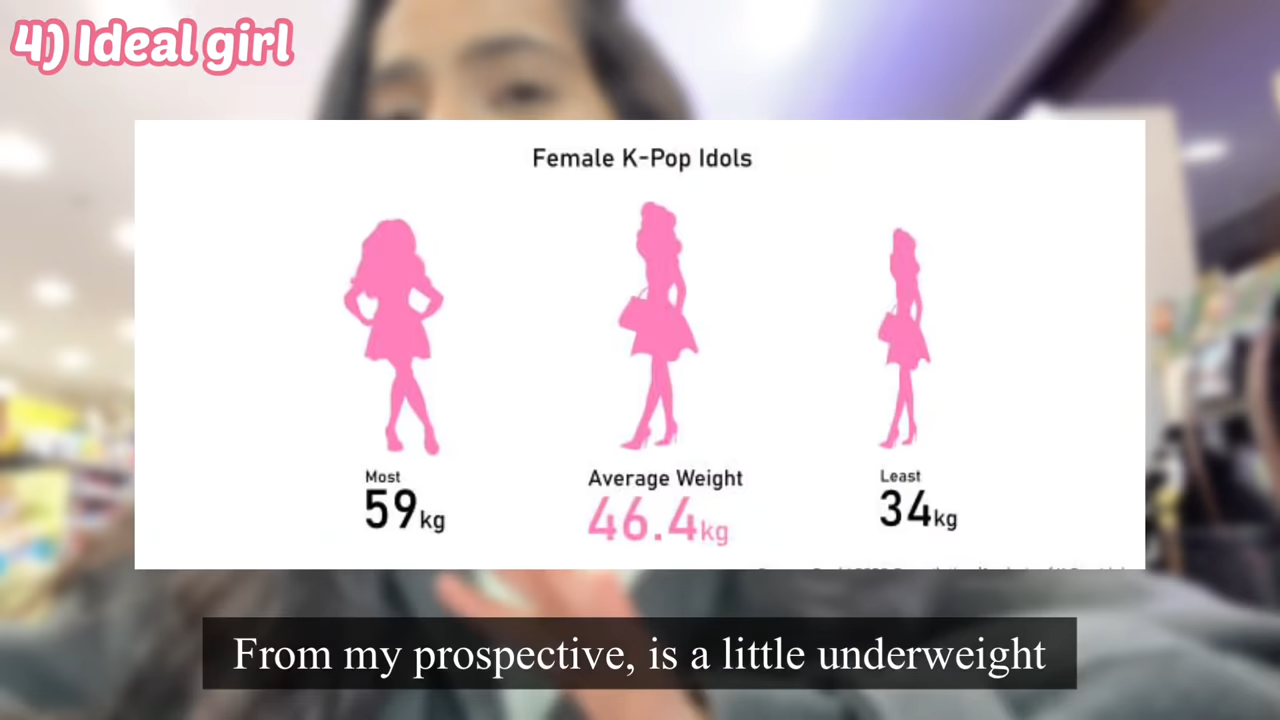 4) Ideal girl
Female K-Pop Idols
Most
59kg
Average Weight
46.4kg
Least
34kg
From my prospective, is a little underweight